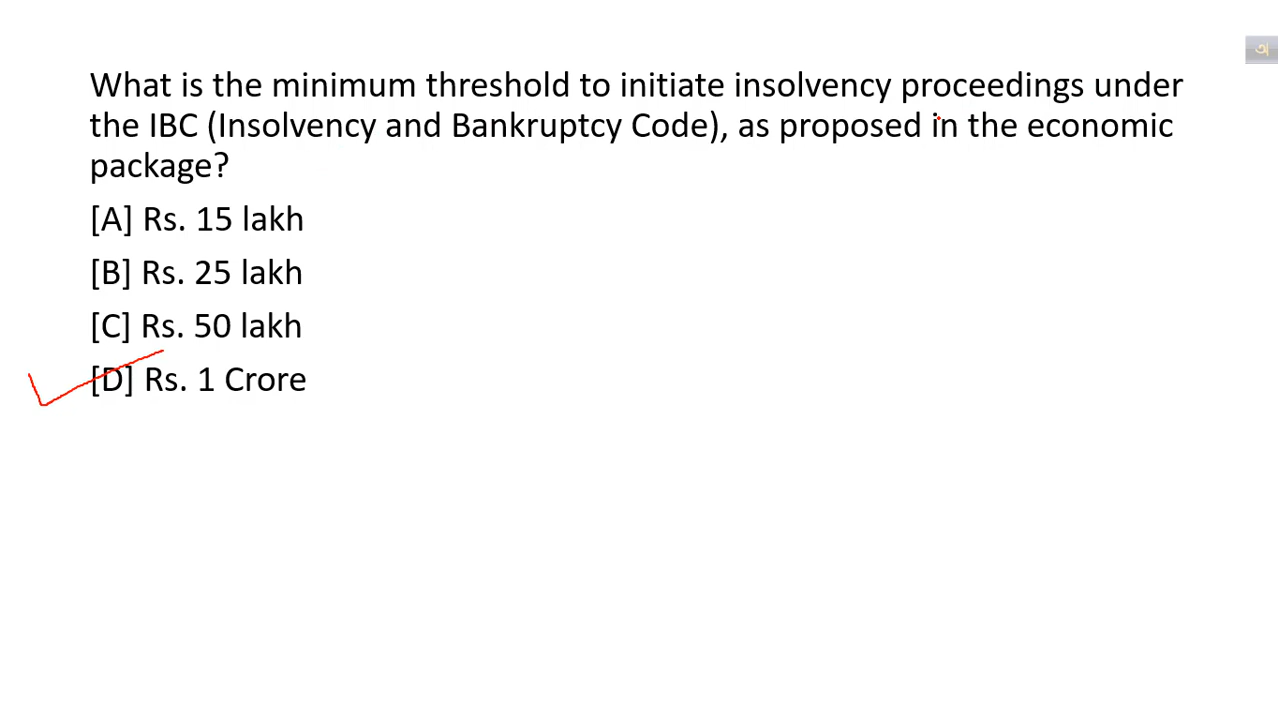 What is the minimum threshold to initiate insolvency proceedings under
the IBC (Insolvency and Bankruptcy Code), as proposed in the economic
package?
[A] Rs. 15 lakh
[B] Rs. 25 lakh
[C] Rs. 50 lakh
[D] Rs. 1 Crore